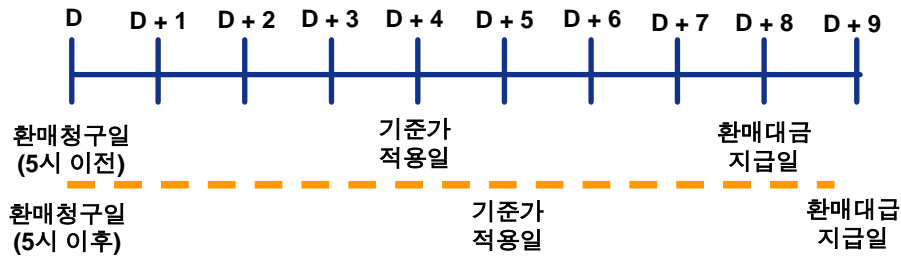 D D + 1 D + 2 D + 3 D + 4 D + 5 D + 6 D + 7 D + 8 D + 9
환매청구일
(5시 이전)
기준가
적용일
환매대금
지급일
환매청구일
(5시 이후)
기준가
적용일
환매대급
지급일